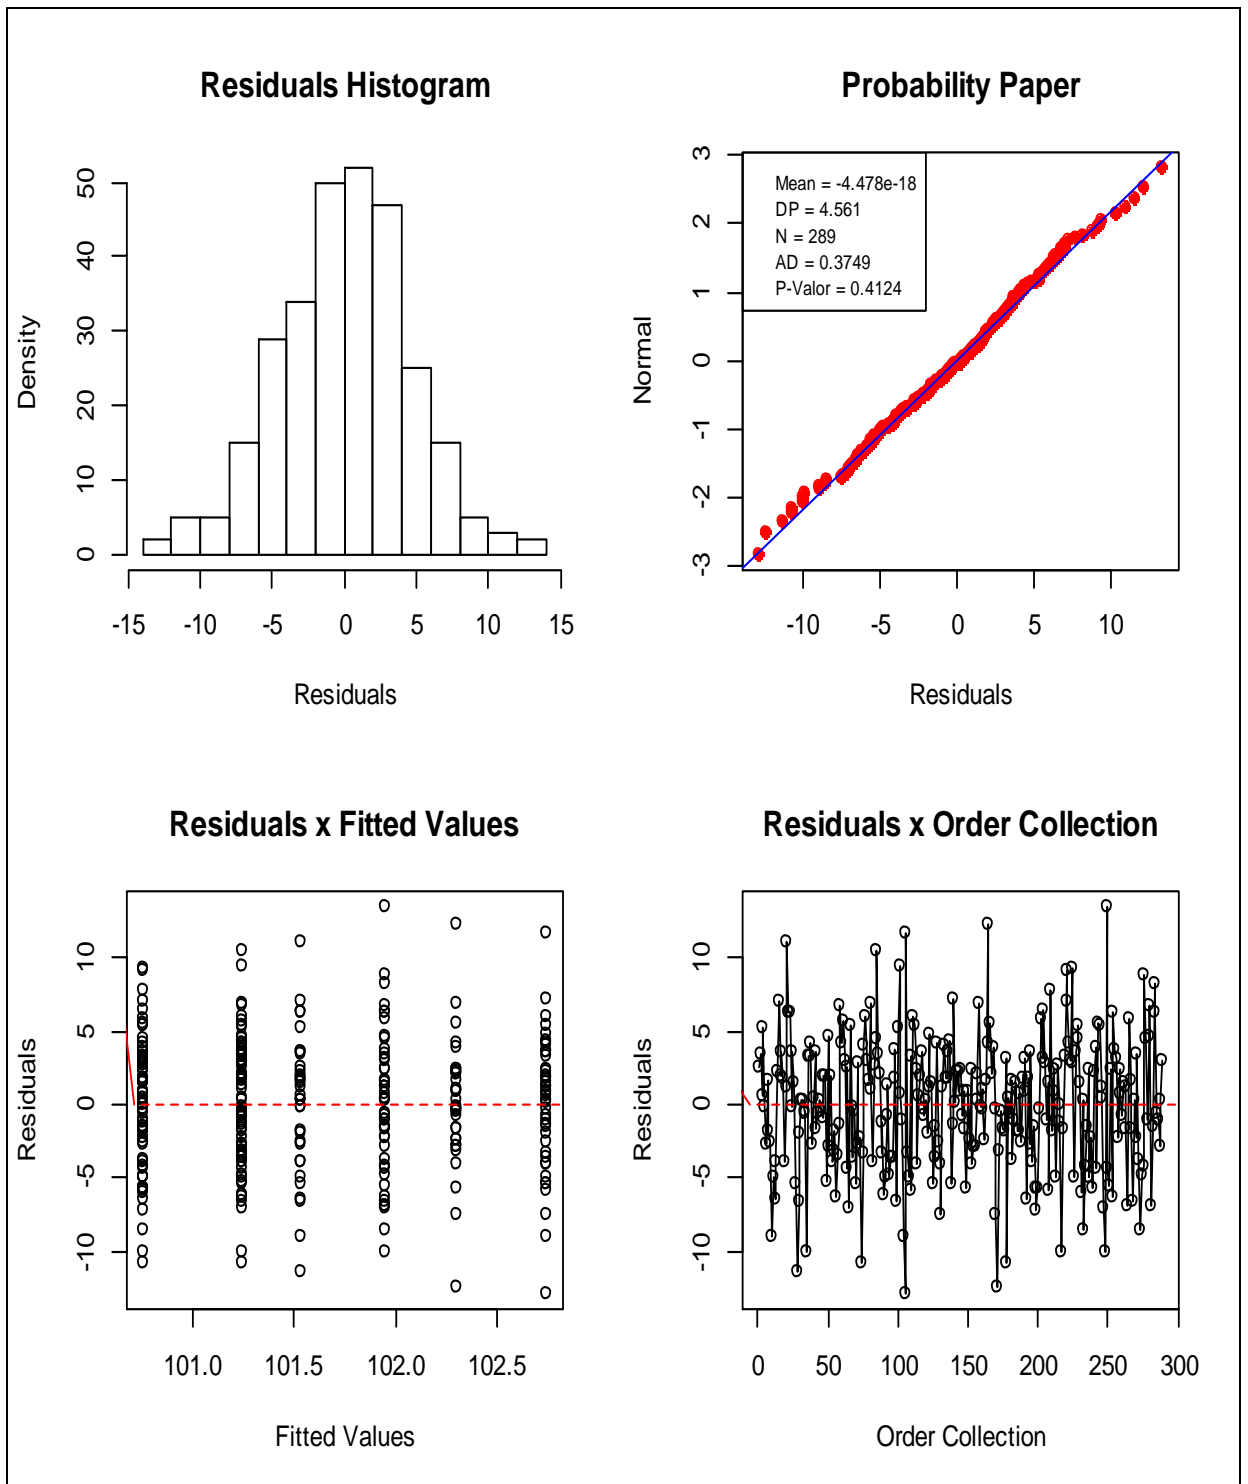 Residuals Histogram
Density
0
10
20
30
40
50
-15
-10
-5
0
5
10
15
Residuals
Probability Paper
Mean = -4.478e-18
DP = 4.561
N = 289
AD = 0.3749
P-Valor = 0.4124
Normal
-3
-2
-1
0
1
2
3
-10
-5
0
5
10
Residuals
Residuals x Fitted Values
Residuals
-10
-5
0
5
10
101.0
101.5
102.0
102.5
Fitted Values
Residuals x Order Collection
Residuals
-10
-5
0
5
10
0
50
100
150
200
250
300
Order Collection